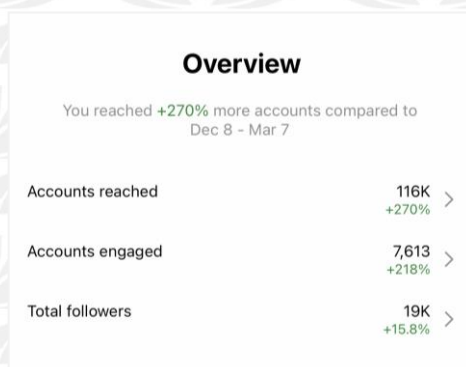 Overview
You reached +270% more accounts compared to
Dec 8 - Mar 7
Accounts reached 116K
+270%
Accounts engaged 7,613
+218%
Total followers 19K
+15.8%